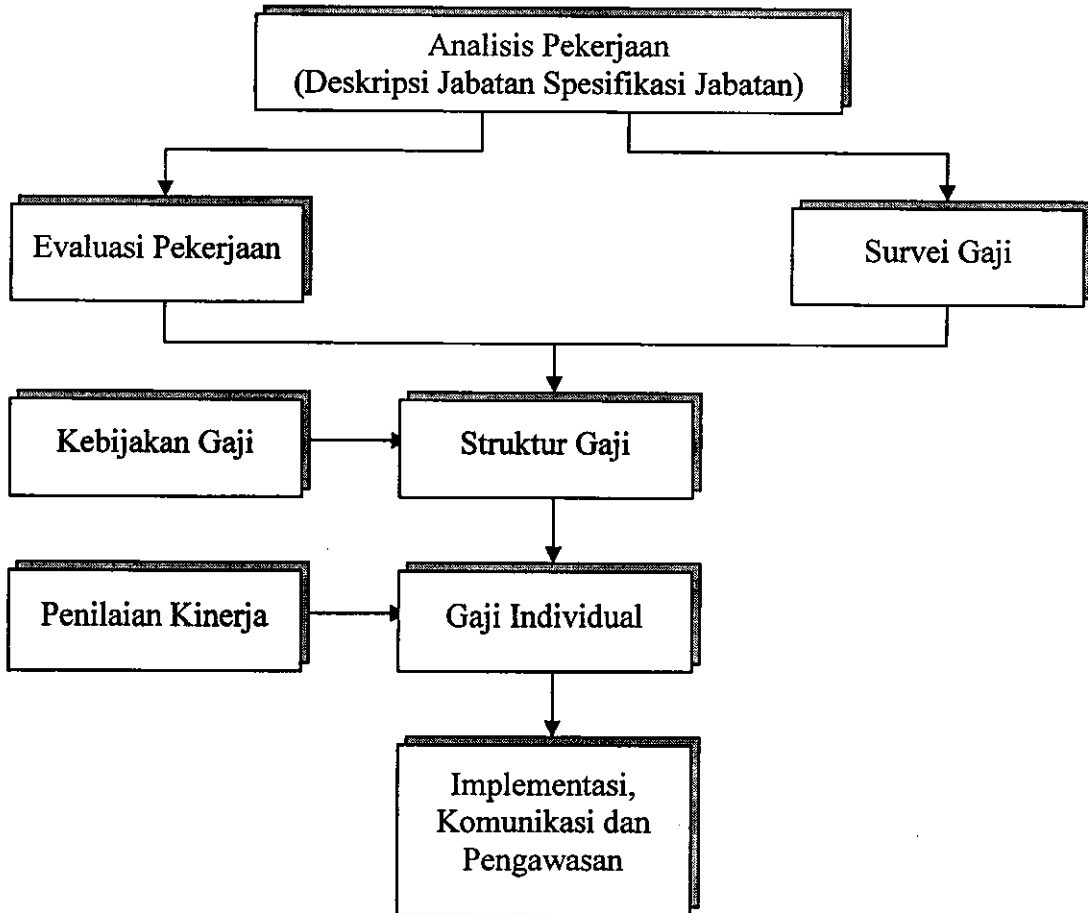 Analisis Pekerjaan
(Deskripsi Jabatan Spesifikasi Jabatan)
Evaluasi Pekerjaan
Survei Gaji
Kebijakan Gaji
Struktur Gaji
Penilaian Kinerja
Gaji Individual
Implementasi,
Komunikasi dan
Pengawasan